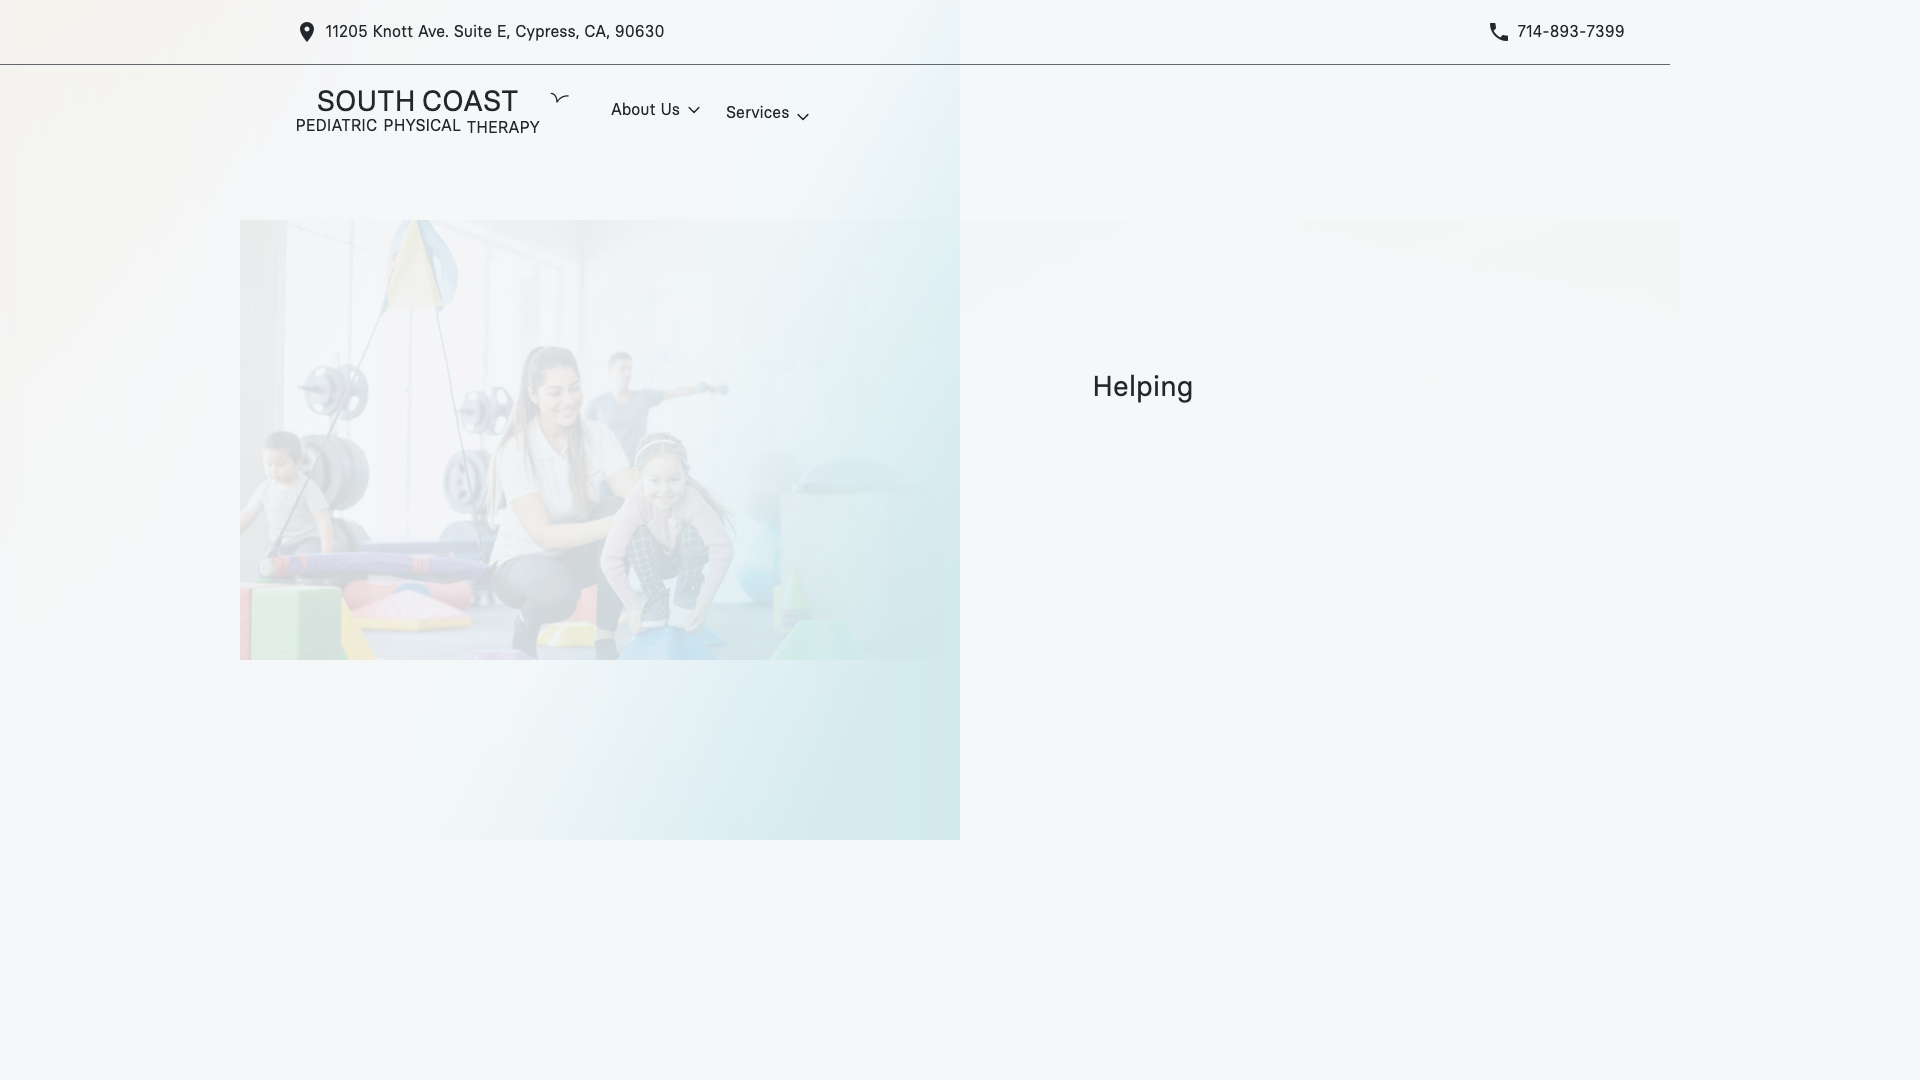 11205 Knott Ave. Suite E, Cypress, CA, 90630
714-893-7399
SOUTH COAST
PEDIATRIC PHYSICAL THERAPY
About Us
Services
Helping